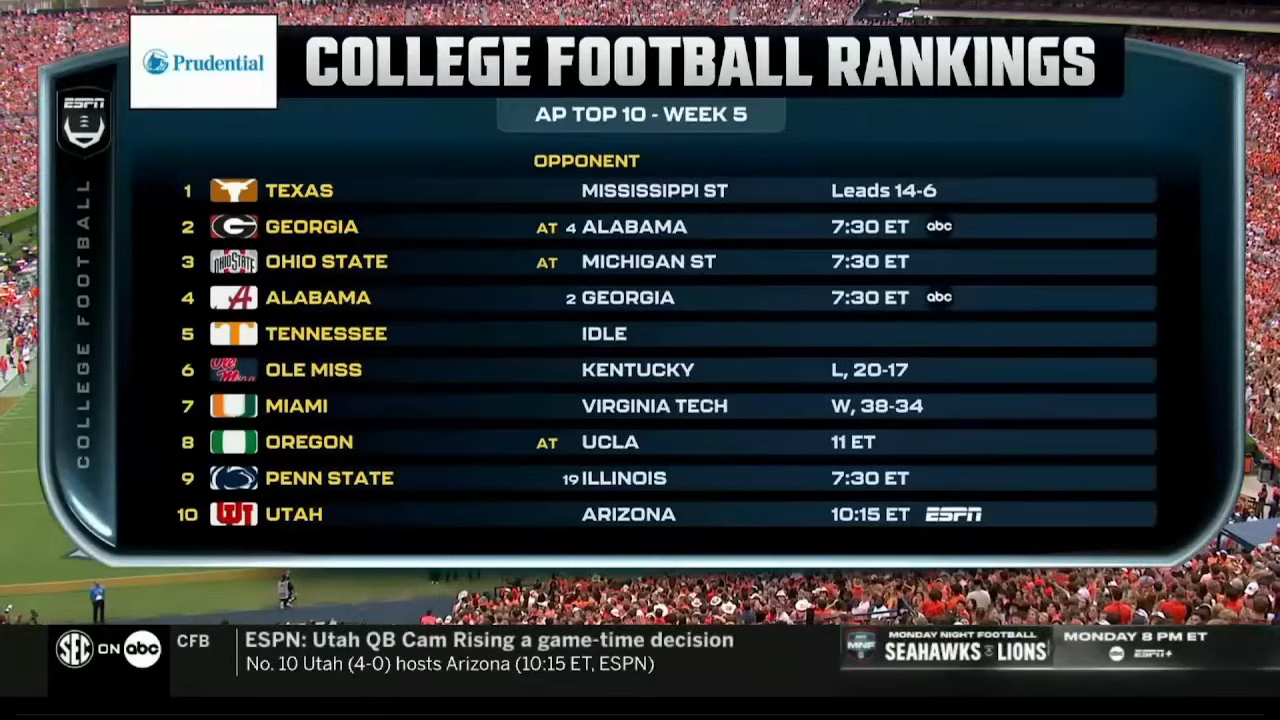 Prudential
COLLEGE FOOTBALL RANKINGS
ESPN
COLLEGE FOOTBALL
AP TOP 10 - WEEK 5
OPPONENT
1 TEXAS MISSISSIPPI ST Leads 14-6
2 GEORGIA AT 4 ALABAMA 7:30 ET abc
3 OHIO STATE AT MICHIGAN ST 7:30 ET
4 ALABAMA 2 GEORGIA 7:30 ET abc
5 TENNESSEE IDLE
6 OLE MISS KENTUCKY L, 20-17
7 MIAMI VIRGINIA TECH W, 38-34
8 OREGON AT UCLA 11 ET
9 PENN STATE 19 ILLINOIS 7:30 ET
10 UTAH ARIZONA 10:15 ET ESPN
SEC ON abc
CFB
ESPN: Utah QB Cam Rising a game-time decision
No. 10 Utah (4-0) hosts Arizona (10:15 ET, ESPN)
MNF
MONDAY NIGHT FOOTBALL
SEAHAWKS LIONS
MONDAY 8 PM ET
abc ESPN+